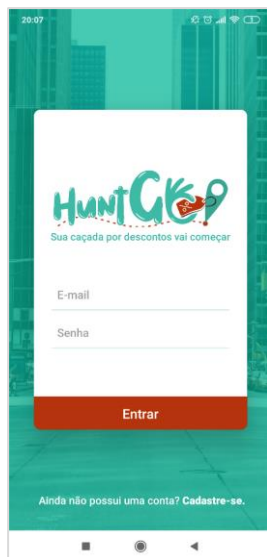 20:07
HuntGO
Sua caçada por descontos vai começar
E-mail
Senha
Entrar
Ainda não possui uma conta? Cadastre-se.